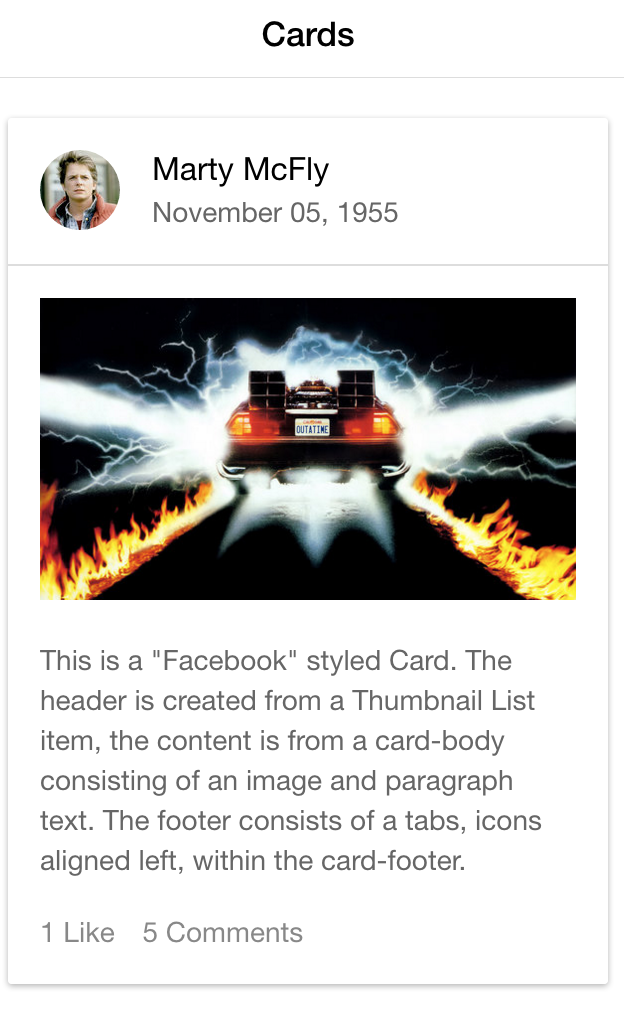 Cards
Marty McFly
November 05, 1955
OUTATIME
This is a "Facebook" styled Card. The
header is created from a Thumbnail List
item, the content is from a card-body
consisting of an image and paragraph
text. The footer consists of a tabs, icons
aligned left, within the card-footer.
1 Like 5 Comments